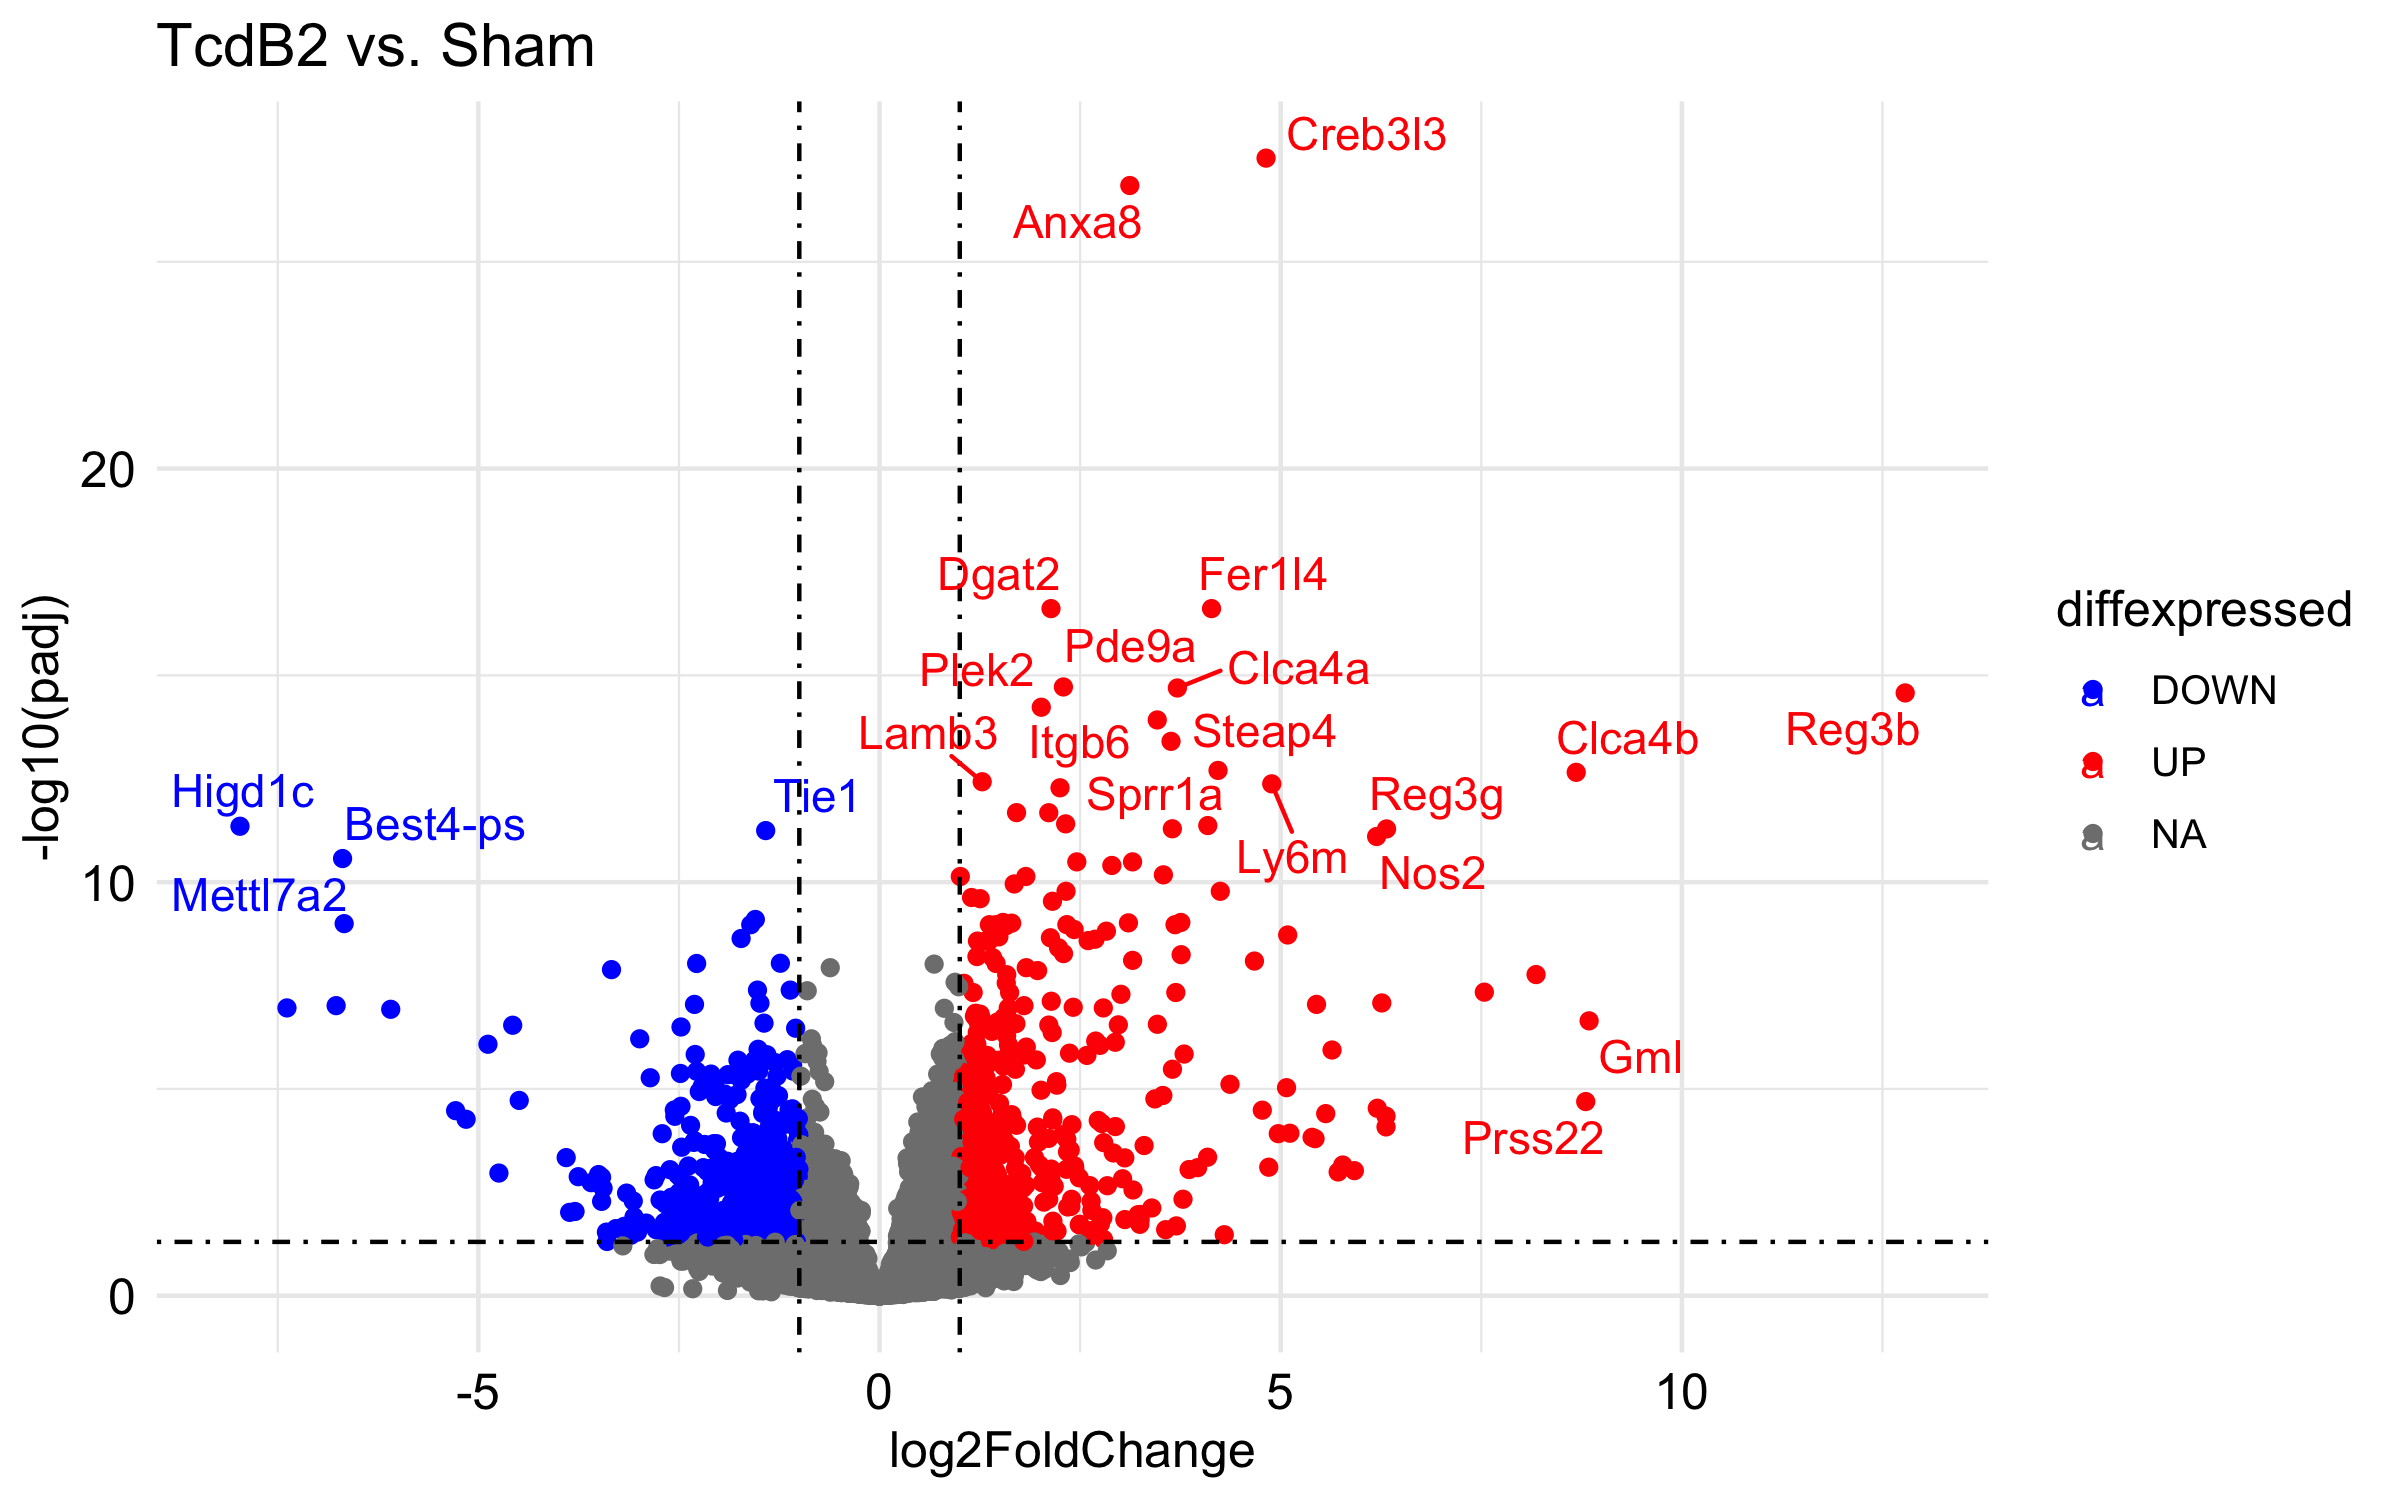 TcdB2 vs. Sham
Creb3l3
Anxa8
Dgat2
Fer1l4
Pde9a
Plek2
Clca4a
Lamb3
Itgb6
Steap4
Clca4b
Reg3b
Higd1c
Best4-ps
Tie1
Sprr1a
Reg3g
Ly6m
Nos2
Mettl7a2
Gml
Prss22
20
10
0
-log10(padj)
-5
0
5
10
log2FoldChange
diffexpressed
a DOWN
a UP
a NA